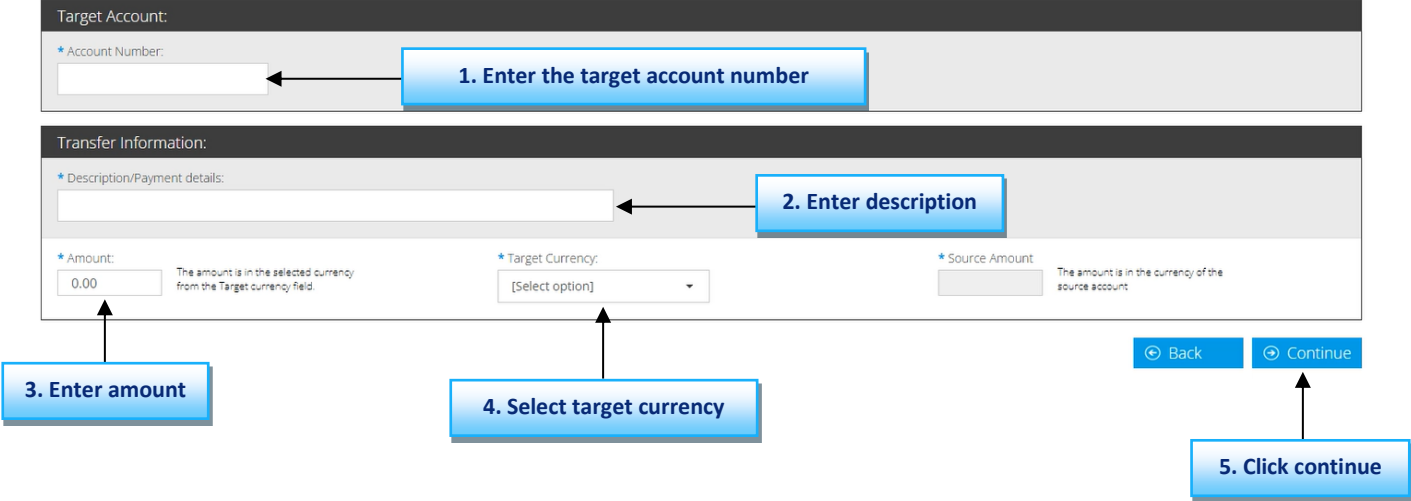 Target Account:
* Account Number:
1. Enter the target account number
Transfer Information:
* Description/Payment details:
2. Enter description
* Amount:
0.00
The amount is in the selected currency
from the Target currency field.
* Target Currency:
[Select option]
* Source Amount
The amount is in the currency of the
source account
Back
Continue
3. Enter amount
4. Select target currency
5. Click continue